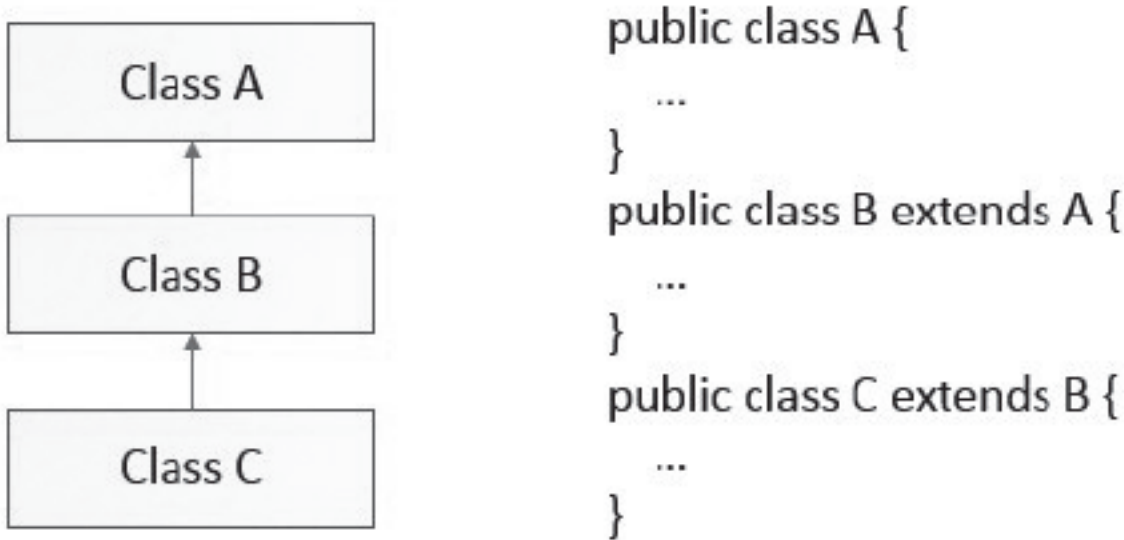 Class A
Class B
Class C
public class A {
...
}
public class B extends A {
...
}
public class C extends B {
...
}